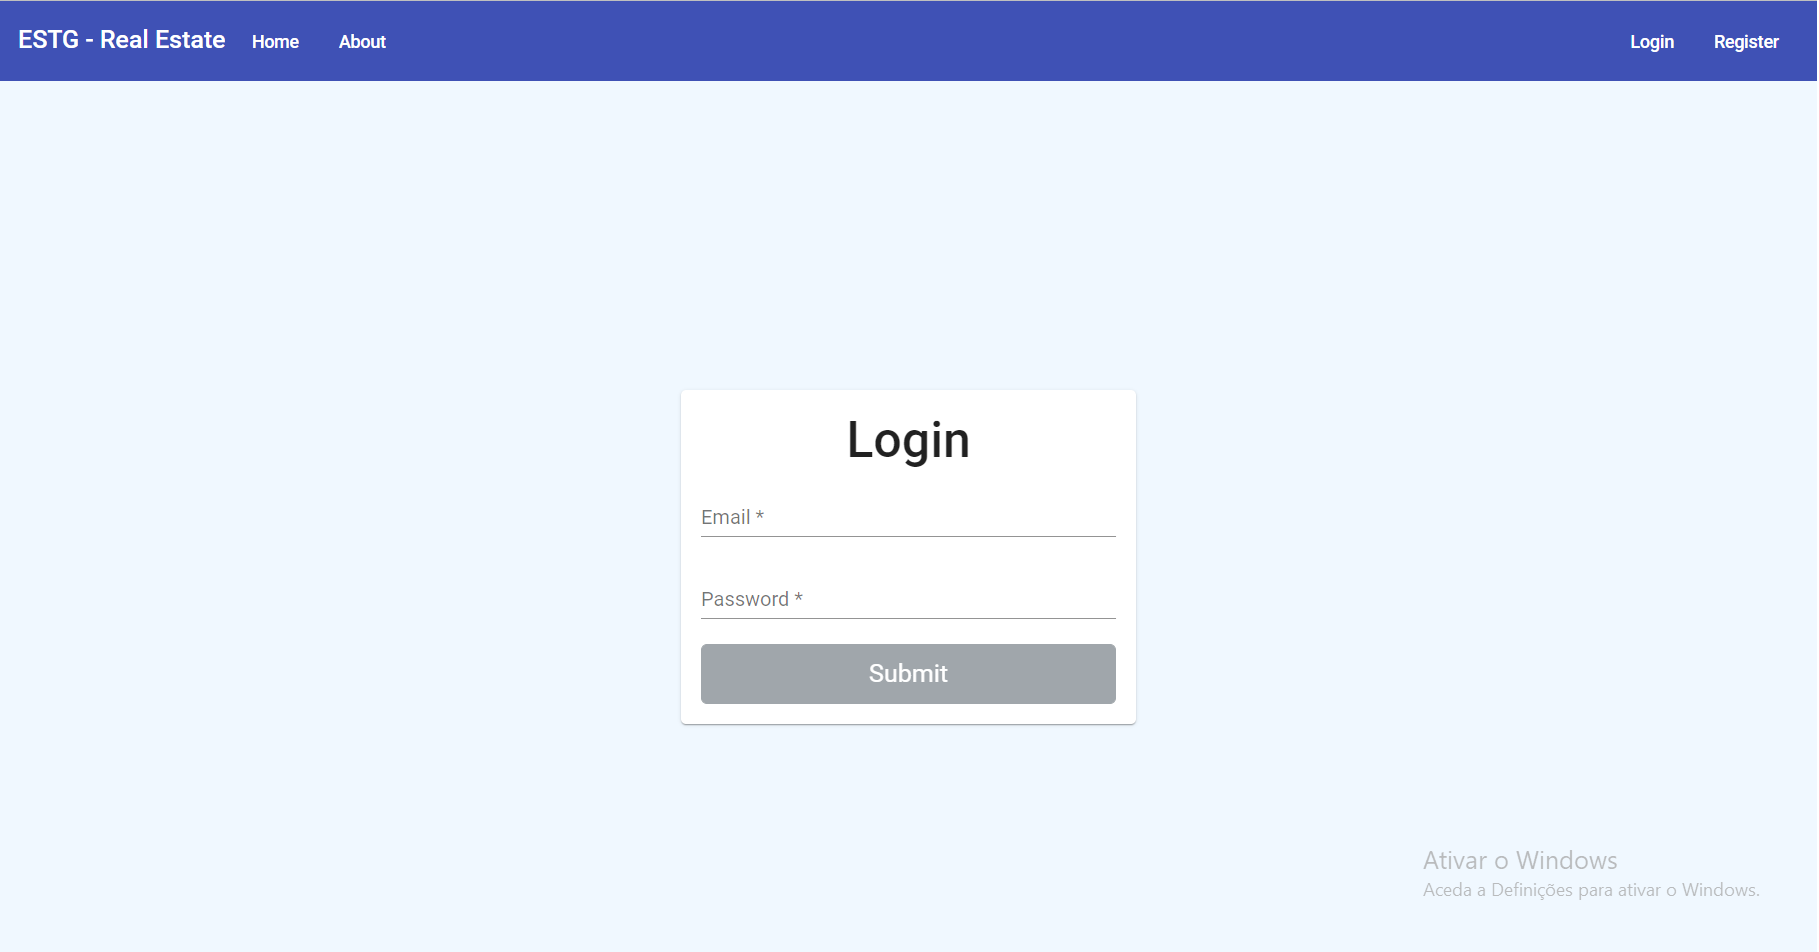 ESTG - Real Estate Home About Login Register
Login
Email *
Password *
Submit
Ativar o Windows
Aceda a Definições para ativar o Windows.